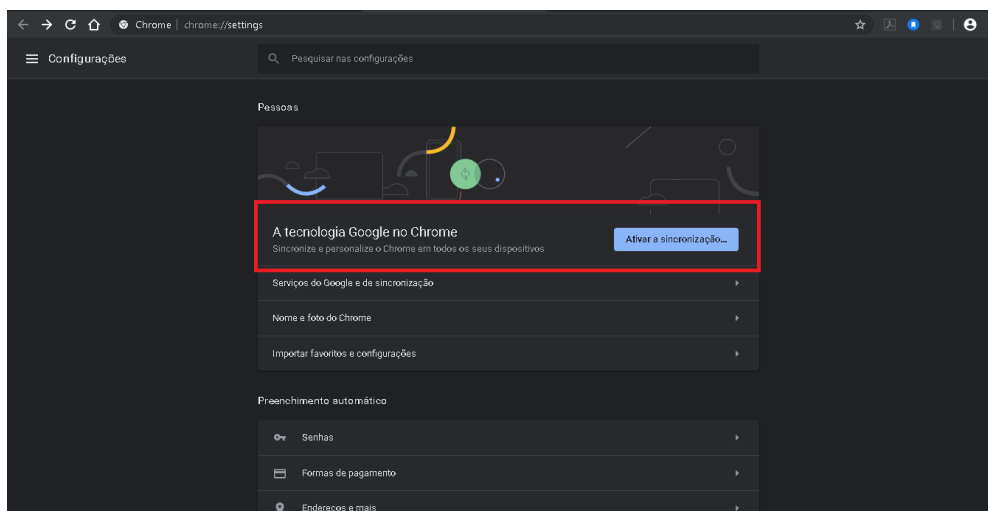 Chrome | chrome://settings
Configurações
Pesquisar nas configurações
Pessoas
A tecnologia Google no Chrome
Sincronize e personalize o Chrome em todos os seus dispositivos
Ativar a sincronização...
Serviços do Google e de sincronização
Nome e foto do Chrome
Importar favoritos e configurações
Preenchimento automático
Senhas
Formas de pagamento
Endereços e mais